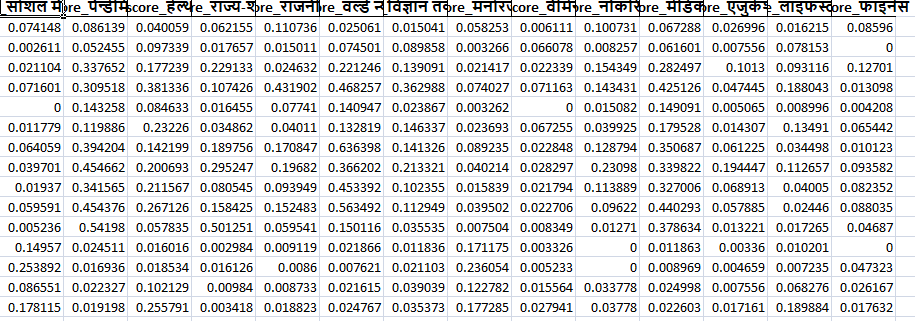 सोशल म ore_पेन्डेमि score_हेल्थ re_राज्य-श ore_राजनी ore_वर्ल्ड न विज्ञान त ore_मनोरं core_वीमे ore_नौकरि ore_मेडिक ore_एजुके e_लाइफस् ore_फाइनेंस
0.074148 0.086139 0.040059 0.062155 0.110736 0.025061 0.015041 0.058253 0.006111 0.100731 0.067288 0.026996 0.016215 0.08596
0.002611 0.052455 0.097339 0.017657 0.015011 0.074501 0.089858 0.003266 0.066078 0.008257 0.061601 0.007556 0.078153 0
0.021104 0.337652 0.177239 0.229133 0.024632 0.221246 0.139091 0.021417 0.022339 0.154349 0.282497 0.1013 0.093116 0.12701
0.071601 0.309518 0.381336 0.107426 0.431902 0.468257 0.362988 0.074027 0.071163 0.143431 0.425126 0.047445 0.188043 0.013098
0 0.143258 0.084633 0.016455 0.07741 0.140947 0.023867 0.003262 0 0.015082 0.149091 0.005065 0.008996 0.004208
0.011779 0.119886 0.23226 0.034862 0.04011 0.132819 0.146337 0.023693 0.067255 0.039925 0.179528 0.014307 0.13491 0.065442
0.064059 0.394204 0.142199 0.189756 0.170847 0.636398 0.141326 0.089235 0.022848 0.128794 0.350687 0.061225 0.034498 0.010123
0.039701 0.454662 0.200693 0.295247 0.19682 0.366202 0.213321 0.040214 0.028297 0.23098 0.339822 0.194447 0.112657 0.093582
0.01937 0.341565 0.211567 0.080545 0.093949 0.453392 0.102355 0.015839 0.021794 0.113889 0.327006 0.068913 0.04005 0.082352
0.059591 0.454376 0.267126 0.158425 0.152483 0.563492 0.112949 0.039502 0.022706 0.09622 0.440293 0.057885 0.02446 0.088035
0.005236 0.54198 0.057835 0.501251 0.059541 0.150116 0.035535 0.007504 0.008349 0.01271 0.378634 0.013221 0.017265 0.04687
0.14957 0.024511 0.016016 0.002984 0.009119 0.021866 0.011836 0.171175 0.003326 0 0.011863 0.00336 0.010201 0
0.253892 0.016936 0.018534 0.016126 0.0086 0.007621 0.021103 0.236054 0.005233 0 0.008969 0.004659 0.007235 0.047323
0.086551 0.022327 0.102129 0.00984 0.008733 0.021615 0.039039 0.122782 0.015564 0.033778 0.024998 0.007556 0.068276 0.026167
0.178115 0.019198 0.255791 0.003418 0.018823 0.024767 0.035373 0.177285 0.027941 0.03778 0.022603 0.017161 0.189884 0.017632